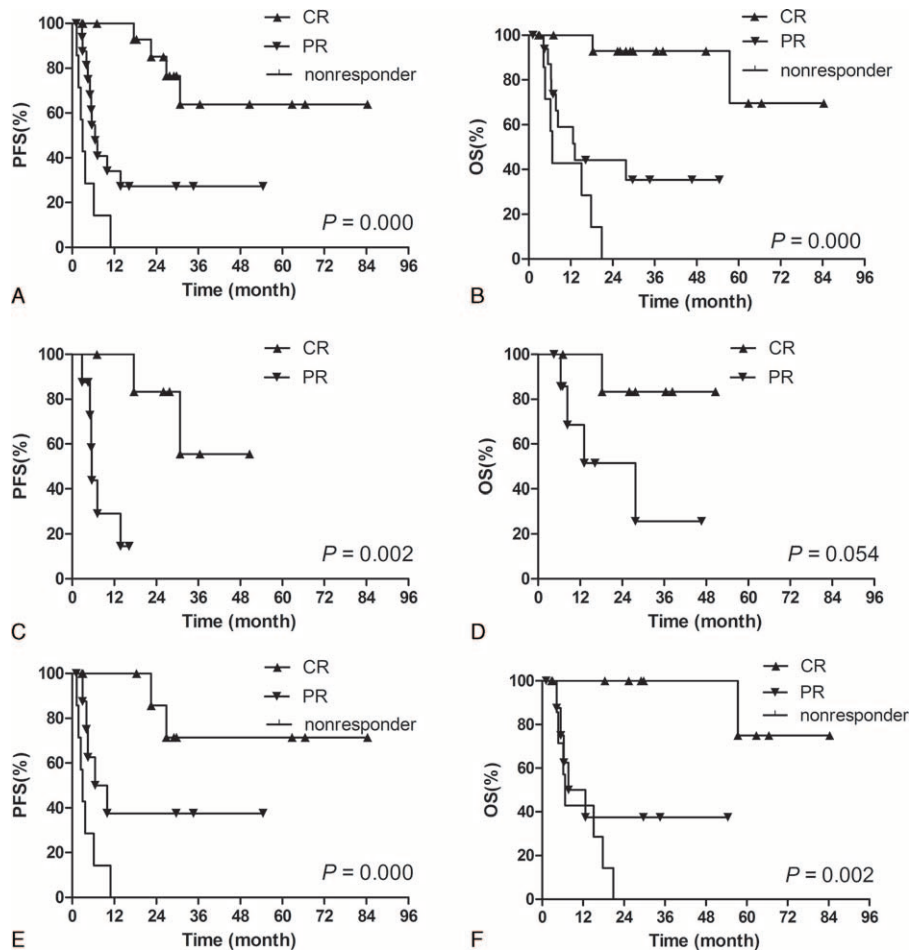 CR
PR
nonresponder
PFS(%)
100
80
60
40
20
0
P = 0.000
0 12 24 36 48 60 72 84 96
Time (month)
A
CR
PR
nonresponder
OS(%)
100
80
60
40
20
0
P = 0.000
0 12 24 36 48 60 72 84 96
Time (month)
B
CR
PR
PFS(%)
100
80
60
40
20
0
P = 0.002
0 12 24 36 48 60 72 84 96
Time (month)
C
CR
PR
OS(%)
100
80
60
40
20
0
P = 0.054
0 12 24 36 48 60 72 84 96
Time (month)
D
CR
PR
nonresponder
PFS(%)
100
80
60
40
20
0
P = 0.000
0 12 24 36 48 60 72 84 96
Time (month)
E
CR
PR
nonresponder
OS(%)
100
80
60
40
20
0
P = 0.002
0 12 24 36 48 60 72 84 96
Time (month)
F